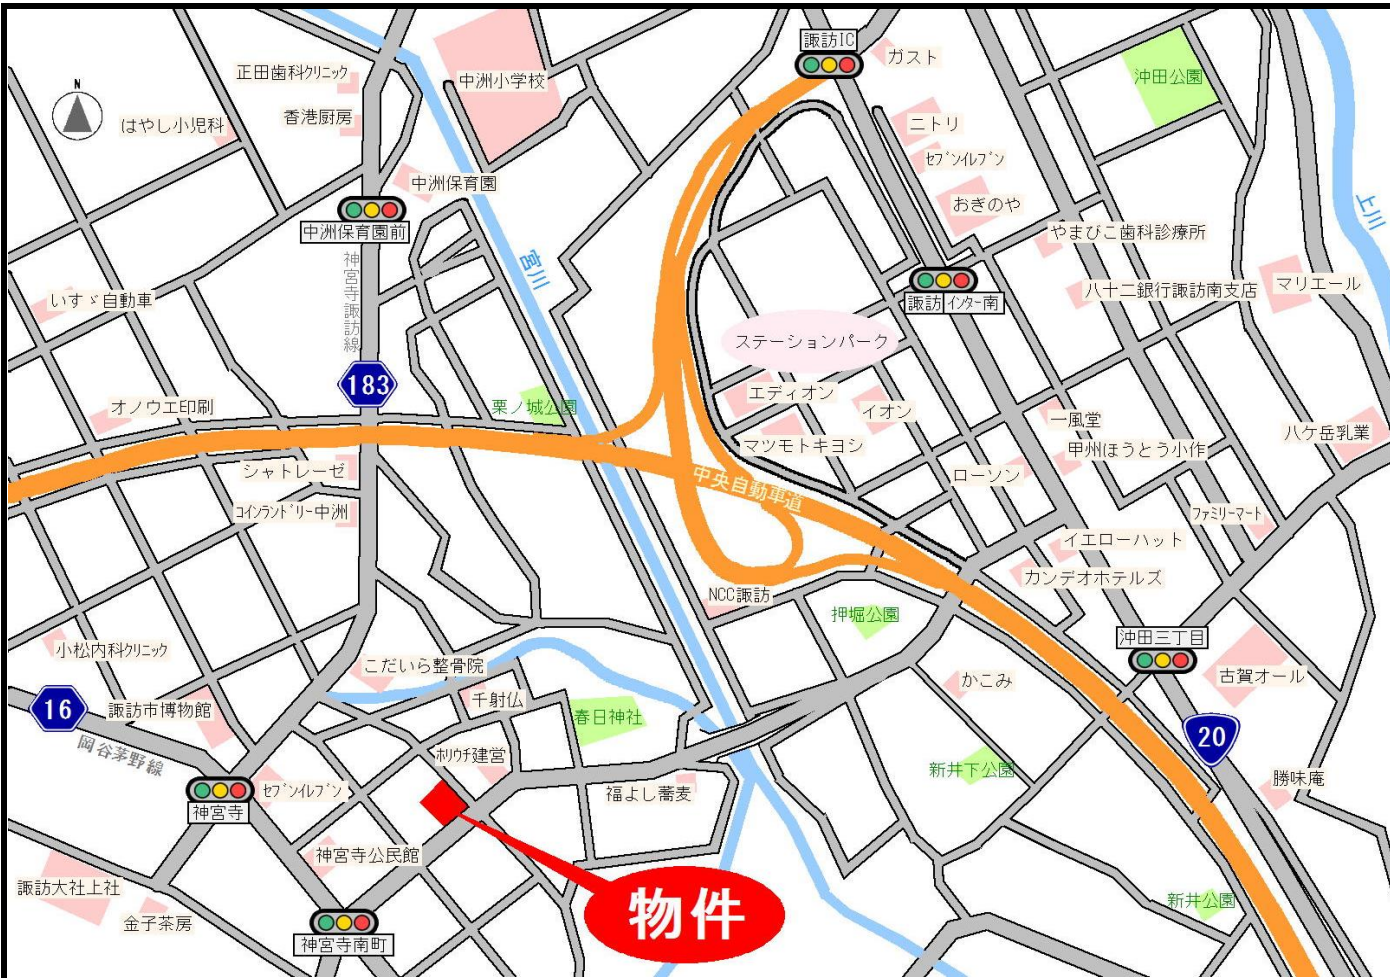 諏訪IC
ガスト
正田歯科ｸﾘﾆｯｸ
中洲小学校
沖田公園
N
はやし小児科
香港厨房
ニトリ
ｾﾌﾞﾝｲﾚﾌﾞﾝ
中洲保育園
おぎのや
上川
中洲保育園前
やまびこ歯科診療所
宮川
神宮寺諏訪線
いすゞ自動車
諏訪ｲﾝﾀｰ南
八十二銀行諏訪南支店
マリエール
ステーションパーク
183
エディオン
イオン
オノウエ印刷
栗ノ城公園
一風堂
八ケ岳乳業
マツモトキヨシ
甲州ほうとう小作
シャトレーゼ
中央自動車道
ローソン
ｺｲﾝﾗﾝﾄﾞﾘｰ中洲
ﾌｧﾐﾘｰﾏｰﾄ
イエローハット
カンデオホテルズ
NCC諏訪
押堀公園
沖田三丁目
小松内科ｸﾘﾆｯｸ
こだいら整骨院
かこみ
古賀オール
16
諏訪市博物館
千射仏
春日神社
20
岡谷茅野線
ﾎﾘｳﾁ建営
新井下公園
勝味庵
神宮寺
ｾﾌﾞﾝｲﾚﾌﾞﾝ
福よし蕎麦
神宮寺公民館
諏訪大社上社
金子茶房
物件
新井公園
神宮寺南町